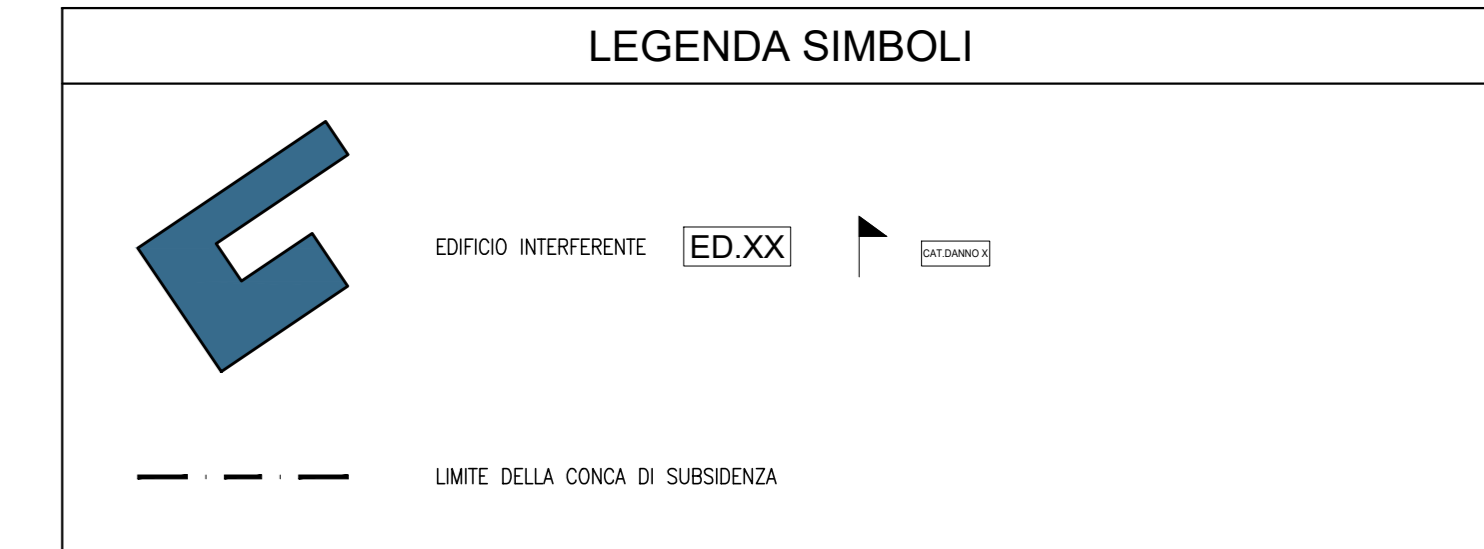 LEGENDA SIMBOLI
EDIFICIO INTERFERENTE ED.XX CAT.DANNO X
LIMITE DELLA CONCA DI SUBSIDENZA